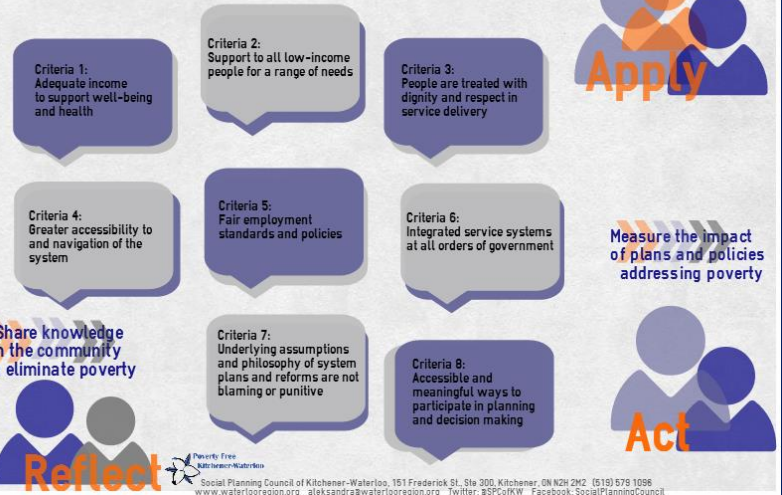 Criteria 1:
Adequate income
to support well-being
and health
Criteria 2:
Support to all low-income
people for a range of needs
Criteria 3:
People are treated with
dignity and respect in
service delivery
Apply
Criteria 4:
Greater accessibility to
and navigation of the
system
Criteria 5:
Fair employment
standards and policies
Criteria 6:
Integrated service systems
at all orders of government
Measure the impact
of plans and policies
addressing poverty
Share knowledge
the community
eliminate poverty
Criteria 7:
Underlying assumptions
and philosophy of system
plans and reforms are not
blaming or punitive
Criteria 8:
Accessible and
meaningful ways to
participate in planning
and decision making
Act
Reflect
Poverty Free
Kitchener-Waterloo
Social Planning Council of Kitchener-Waterloo, 151 Frederick St., Ste 300, Kitchener, ON N2H 2M2 (519) 579 1096
www.waterlooregion.org aleksandra@waterlooregion.org Twitter: @SPCofKW Facebook: SocialPlanningCouncil